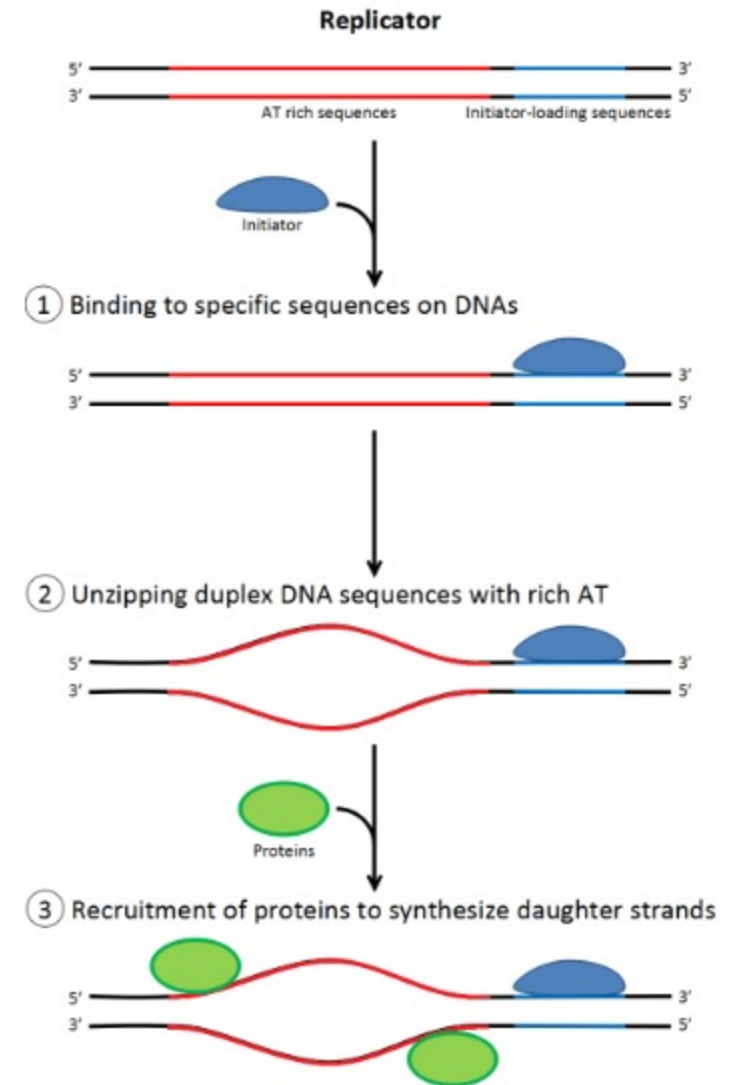 Replicator
5' 3'
3' 5'
AT rich sequences Initiator-loading sequences
Initiator
1 Binding to specific sequences on DNAs
5' 3'
3' 5'
2 Unzipping duplex DNA sequences with rich AT
5' 3'
3' 5'
Proteins
3 Recruitment of proteins to synthesize daughter strands
5' 3'
3' 5'